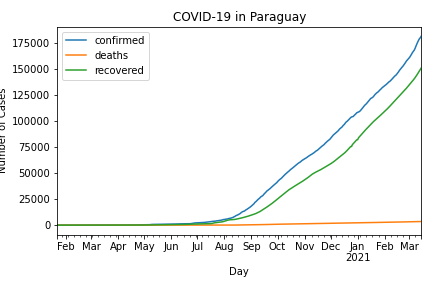 COVID-19 in Paraguay
confirmed
deaths
recovered
175000
150000
125000
100000
75000
50000
25000
0
Number of Cases
Feb Mar Apr May Jun Jul Aug Sep Oct Nov Dec Jan Feb Mar
2021
Day